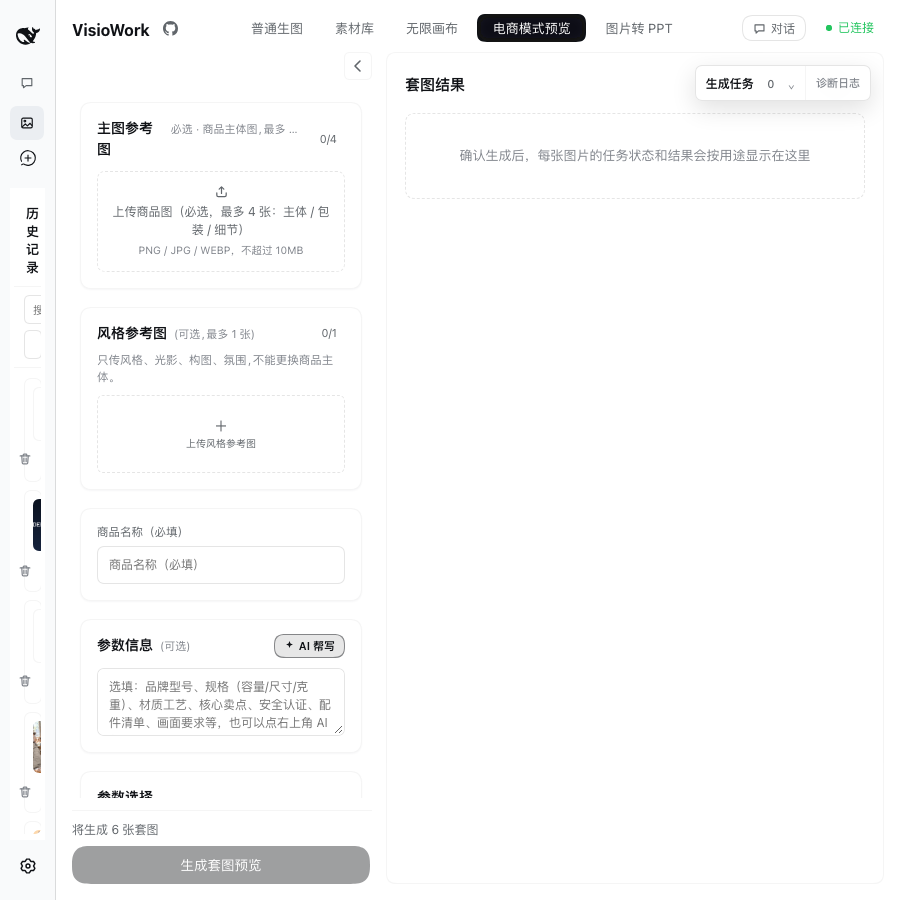 VisioWork
普通生图
素材库
无限画布
电商模式预览
图片转 PPT
对话
已连接
历
史
记
录
搜
主图参考
图
必选 · 商品主体图,最多 ...
0/4
上传商品图（必选，最多 4 张：主体 / 包
装 / 细节）
PNG / JPG / WEBP，不超过 10MB
风格参考图
(可选,最多 1 张)
0/1
只传风格、光影、构图、氛围,不能更换商品主
体。
上传风格参考图
商品名称（必填）
商品名称（必填）
参数信息
(可选)
AI 帮写
选填：品牌型号、规格（容量/尺寸/克
重）、材质工艺、核心卖点、安全认证、配
件清单、画面要求等，也可以点右上角 AI
参数选择
将生成 6 张套图
生成套图预览
套图结果
生成任务
0
诊断日志
确认生成后，每张图片的任务状态和结果会按用途显示在这里